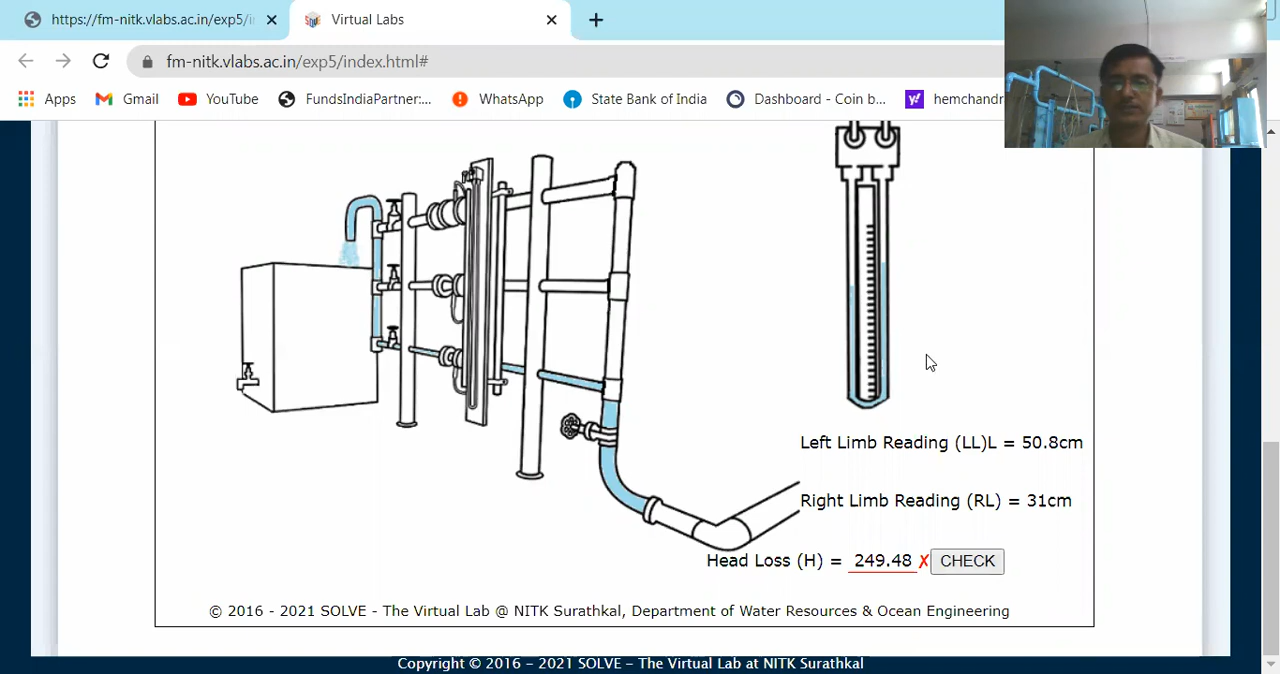 https://fm-nitk.vlabs.ac.in/exp5/i
Virtual Labs
fm-nitk.vlabs.ac.in/exp5/index.html#
Apps Gmail YouTube FundsIndiaPartner:... WhatsApp State Bank of India Dashboard - Coin b... hemchandr
Left Limb Reading (LL)L = 50.8cm
Right Limb Reading (RL) = 31cm
Head Loss (H) = 249.48 ✗ CHECK
© 2016 - 2021 SOLVE - The Virtual Lab @ NITK Surathkal, Department of Water Resources & Ocean Engineering
Copyright © 2016 – 2021 SOLVE – The Virtual Lab at NITK Surathkal